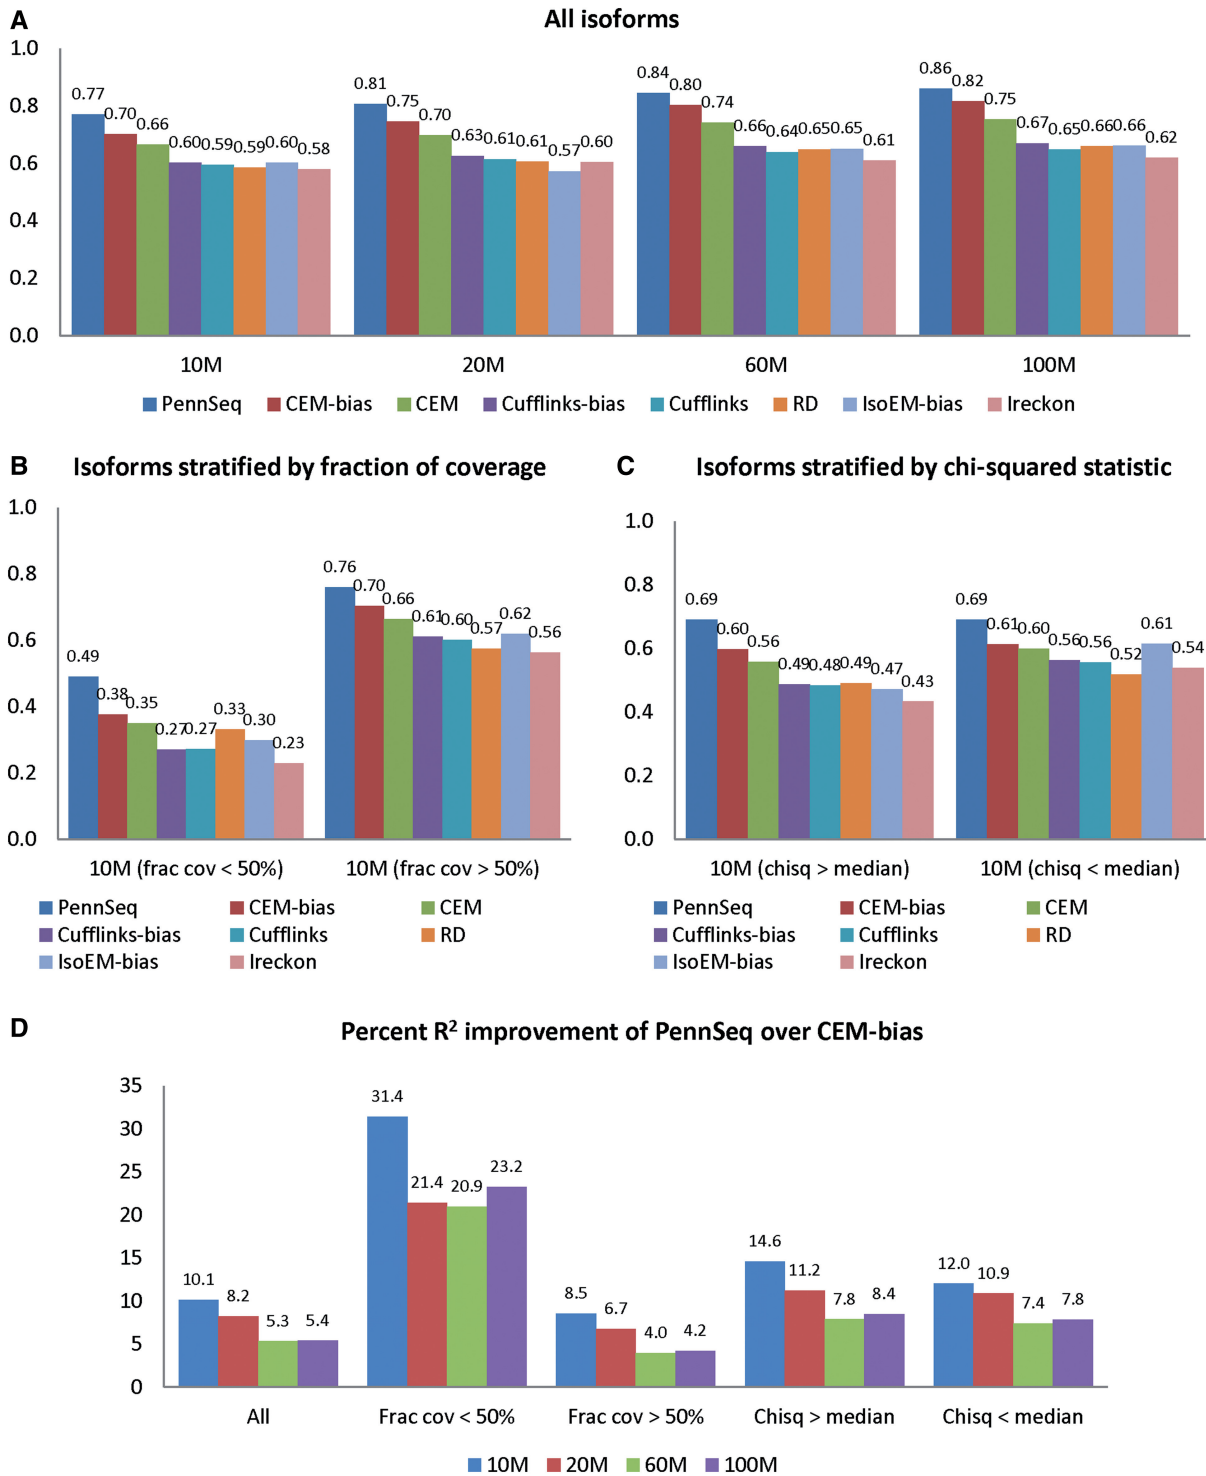 A
All isoforms
1.0
0.8
0.6
0.4
0.2
0.0
0.77 0.70 0.66 0.60 0.59 0.59 0.60 0.58
0.81 0.75 0.70 0.63 0.61 0.61 0.57 0.60
0.84 0.80 0.74 0.66 0.64 0.65 0.65 0.61
0.86 0.82 0.75 0.67 0.65 0.66 0.66 0.62
10M 20M 60M 100M
PennSeq CEM-bias CEM Cufflinks-bias Cufflinks RD IsoEM-bias Ireckon
B
Isoforms stratified by fraction of coverage
1.0
0.8
0.6
0.4
0.2
0.0
0.49 0.38 0.35 0.27 0.27 0.33 0.30 0.23
0.76 0.70 0.66 0.61 0.60 0.57 0.62 0.56
10M (frac cov < 50%) 10M (frac cov > 50%)
PennSeq CEM-bias CEM
Cufflinks-bias Cufflinks RD
IsoEM-bias Ireckon
C
Isoforms stratified by chi-squared statistic
1.0
0.8
0.6
0.4
0.2
0.0
0.69 0.60 0.56 0.49 0.48 0.49 0.47 0.43
0.69 0.61 0.60 0.56 0.56 0.52 0.61 0.54
10M (chisq > median) 10M (chisq < median)
PennSeq CEM-bias CEM
Cufflinks-bias Cufflinks RD
IsoEM-bias Ireckon
D
Percent R² improvement of PennSeq over CEM-bias
35
30
25
20
15
10
5
0
10.1 8.2 5.3 5.4
31.4 21.4 20.9 23.2
8.5 6.7 4.0 4.2
14.6 11.2 7.8 8.4
12.0 10.9 7.4 7.8
All Frac cov < 50% Frac cov > 50% Chisq > median Chisq < median
10M 20M 60M 100M